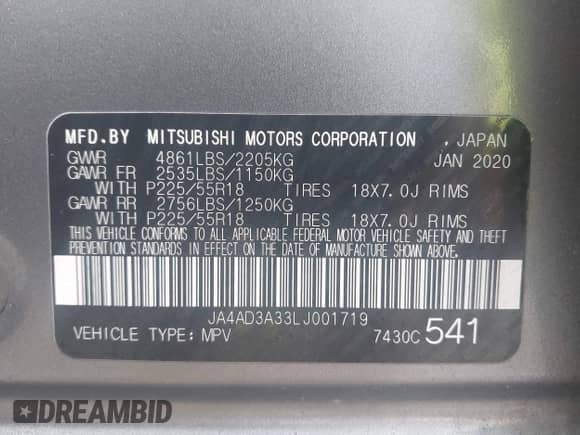 MFD.BY MITSUBISHI MOTORS CORPORATION , JAPAN
GVWR 4861LBS/2205KG JAN 2020
GAWR FR 2535LBS/1150KG
WITH P225/55R18 TIRES 18X7.0J RIMS
GAWR RR 2756LBS/1250KG
WITH P225/55R18 TIRES 18X7.0J RIMS
THIS VEHICLE CONFORMS TO ALL APPLICABLE FEDERAL MOTOR VEHICLE SAFETY AND THEFT
PREVENTION STANDARDS IN EFFECT ON THE DATE OF MANUFACTURE SHOWN ABOVE.
JA4AD3A33LJ001719
VEHICLE TYPE: MPV 7430C 541
DREAMBID